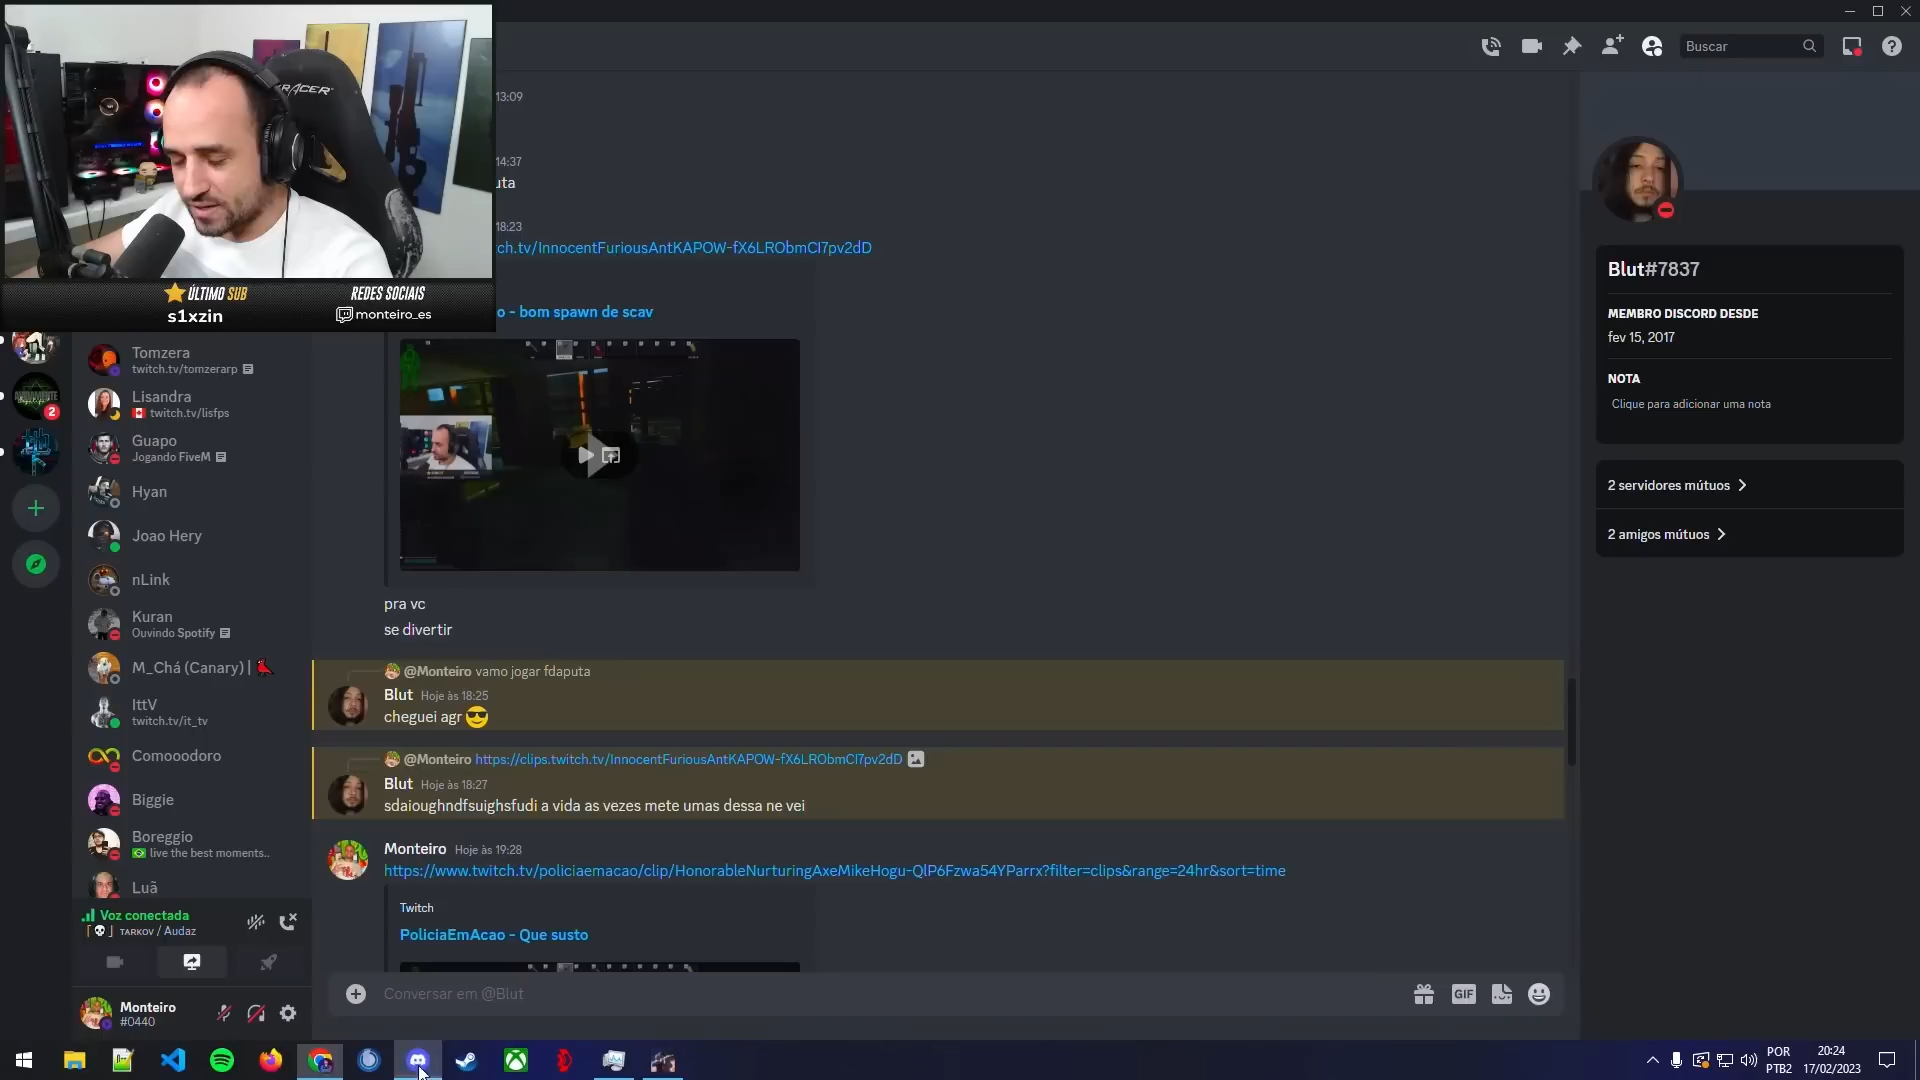 TRACER
ÚLTIMO SUB
REDES SOCIAIS
s1xzin
monteiro_es
Buscar
13:09
14:37
uta
18:23
ch.tv/InnocentFuriousAntKAPOW-fX6LRObmCI7pv2dD
o - bom spawn de scav
pra vc
se divertir
@Monteiro vamo jogar fdaputa
Blut Hoje às 18:25
cheguei agr 😎
@Monteiro https://clips.twitch.tv/InnocentFuriousAntKAPOW-fX6LRObmCI7pv2dD
Blut Hoje às 18:27
sdaioughndfsuighsfudi a vida as vezes mete umas dessa ne vei
Monteiro Hoje às 19:28
https://www.twitch.tv/policiaemacao/clip/HonorableNurturingAxeMikeHogu-QlP6Fzwa54YParrx?filter=clips&range=24hr&sort=time
Twitch
PoliciaEmAcao - Que susto
Conversar em @Blut
GIF
2
Tomzera
twitch.tv/tomzerarp
Lisandra
twitch.tv/lisfps
Guapo
Jogando FiveM
Hyan
Joao Hery
nLink
Kuran
Ouvindo Spotify
M_Chá (Canary) |
IttV
twitch.tv/it_tv
Comooodoro
Biggie
Boreggio
live the best moments..
Luã
Voz conectada
TARKOV / Audaz
Monteiro
#0440
Blut#7837
MEMBRO DISCORD DESDE
fev 15, 2017
NOTA
Clique para adicionar uma nota
2 servidores mútuos
2 amigos mútuos
POR
PTB2
20:24
17/02/2023